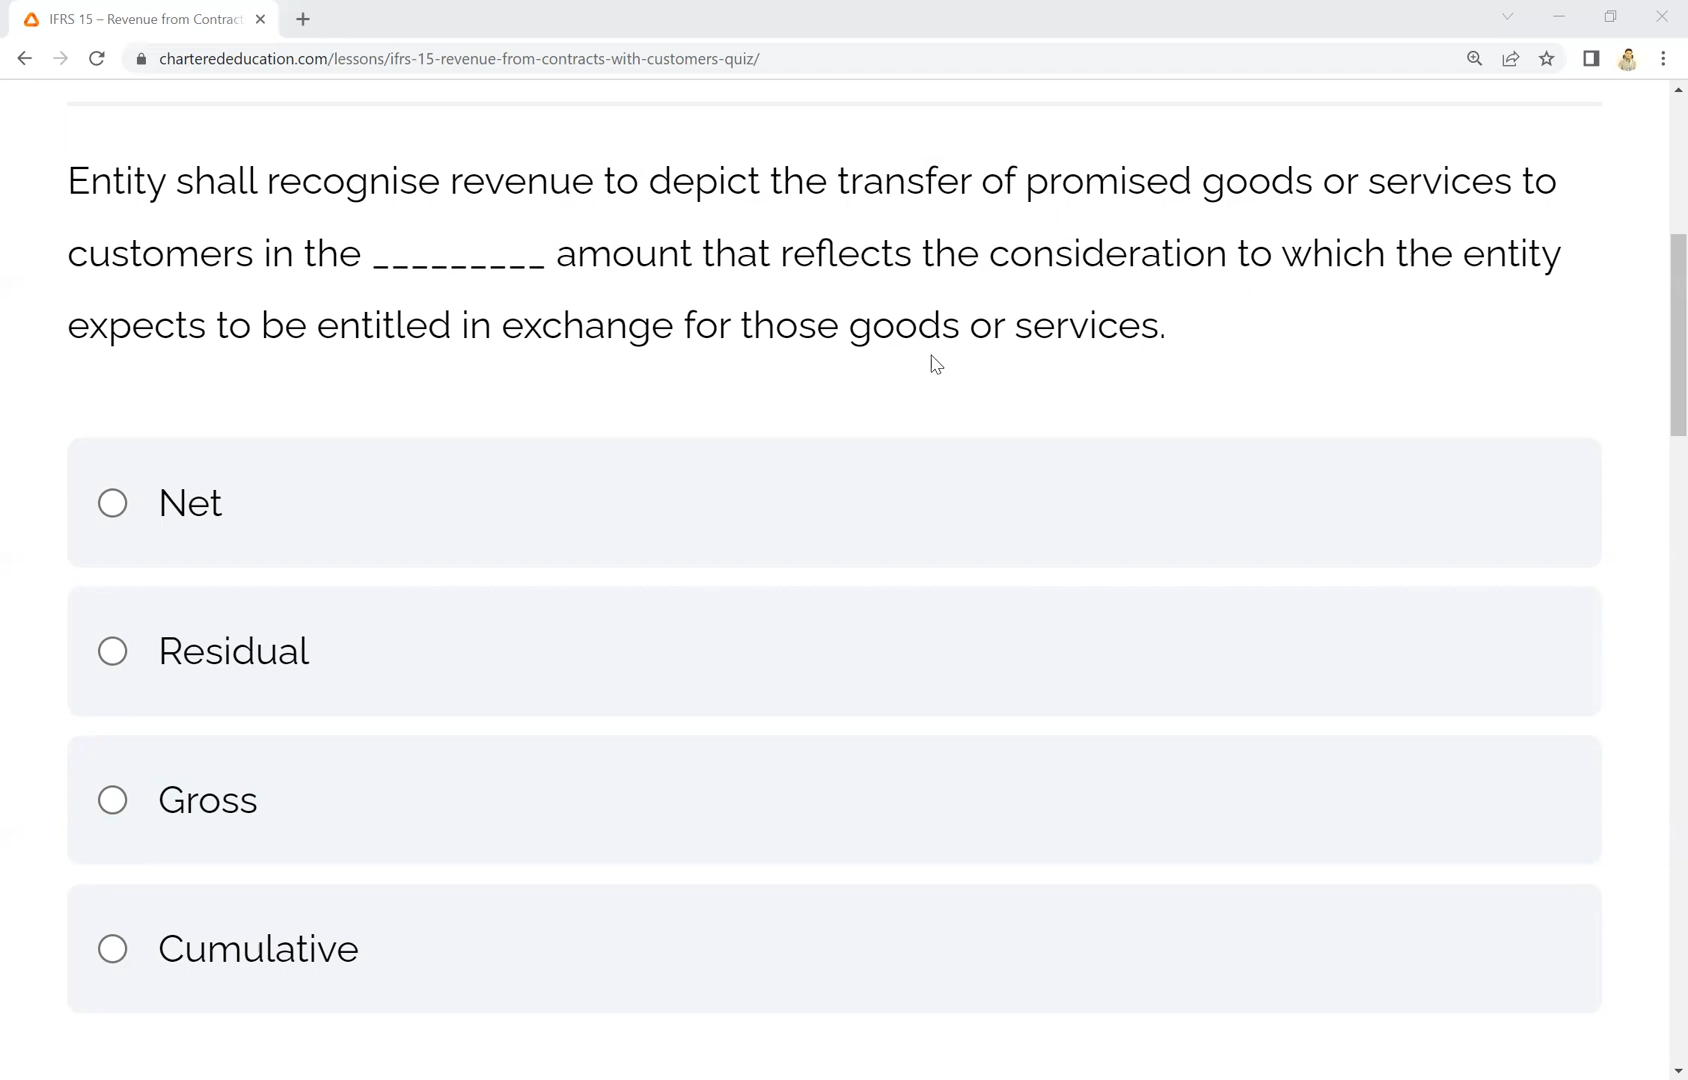 IFRS 15 – Revenue from Contract
charterededucation.com/lessons/ifrs-15-revenue-from-contracts-with-customers-quiz/
Entity shall recognise revenue to depict the transfer of promised goods or services to
customers in the _________ amount that reflects the consideration to which the entity
expects to be entitled in exchange for those goods or services.
Net
Residual
Gross
Cumulative